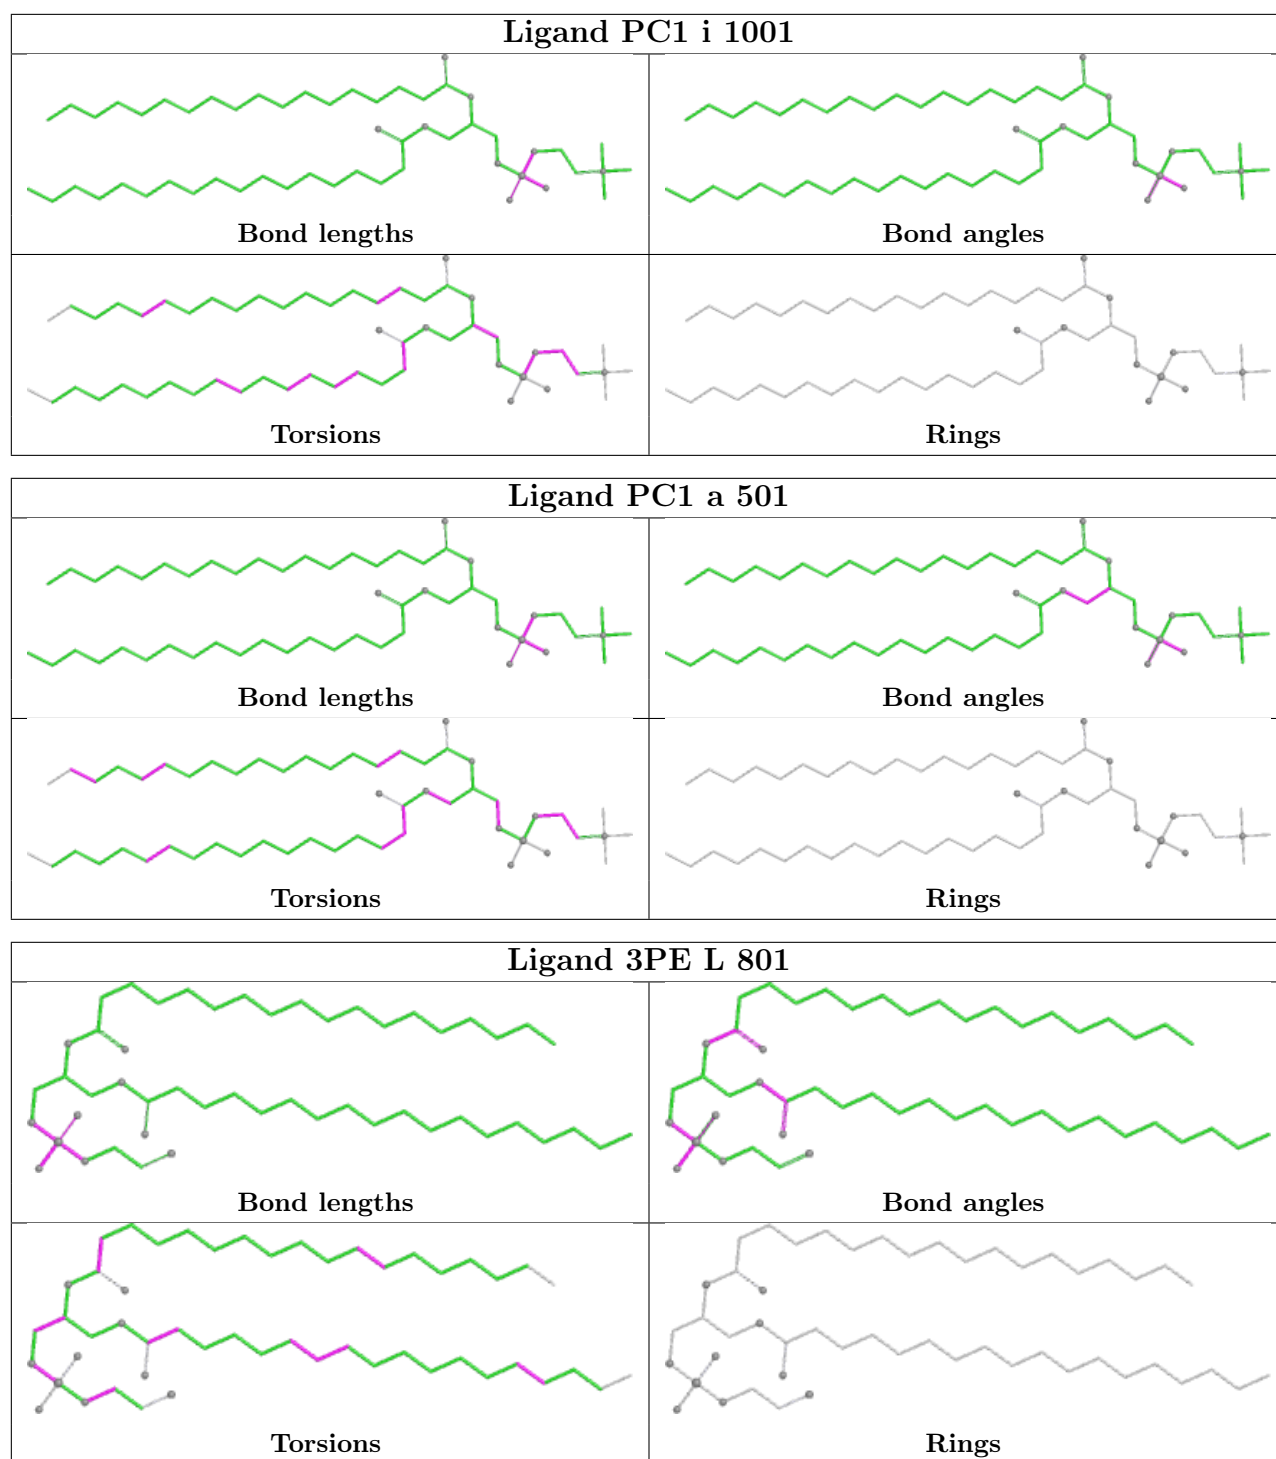 Ligand PC1 i 1001
Bond lengths
Bond angles
Torsions
Rings
Ligand PC1 a 501
Bond lengths
Bond angles
Torsions
Rings
Ligand 3PE L 801
Bond lengths
Bond angles
Torsions
Rings